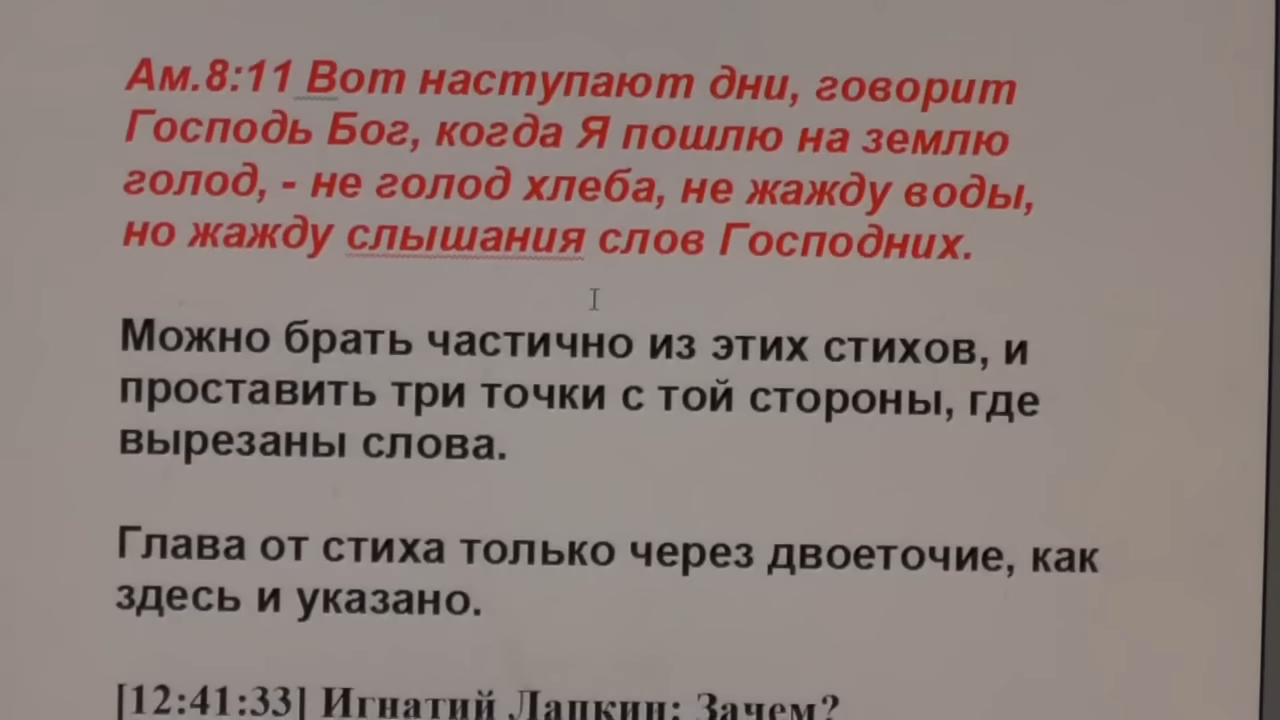 Ам.8:11 Вот наступают дни, говорит
Господь Бог, когда Я пошлю на землю
голод, - не голод хлеба, не жажду воды,
но жажду слышания слов Господних.
Можно брать частично из этих стихов, и
проставить три точки с той стороны, где
вырезаны слова.
Глава от стиха только через двоеточие, как
здесь и указано.
[12:41:33] Игнатий Лапкин: Зачем?